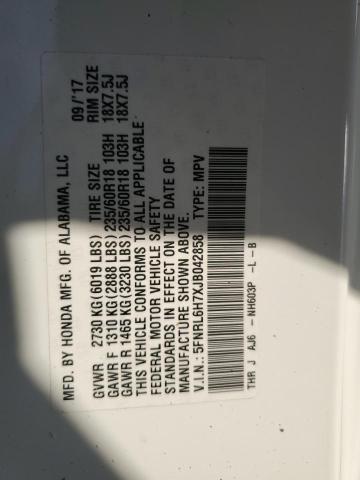 MFD. BY HONDA MFG. OF ALABAMA, LLC 09/'17
GVWR 2730 KG(6019 LBS) TIRE SIZE RIM SIZE
GAWR F 1310 KG(2888 LBS)235/60R18 103H 18X7.5J
GAWR R 1465 KG(3230 LBS)235/60R18 103H 18X7.5J
THIS VEHICLE CONFORMS TO ALL APPLICABLE
FEDERAL MOTOR VEHICLE SAFETY
STANDARDS IN EFFECT ON THE DATE OF
MANUFACTURE SHOWN ABOVE.
V.I.N.:5FNRL6H7XJB042858 TYPE: MPV
THR J AJ6 - NH603P -L-B